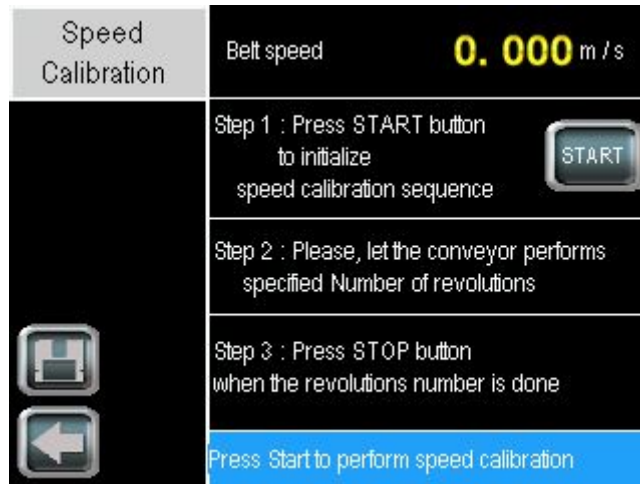 Speed
Calibration
Belt speed 0. 000 m / s
Step 1 : Press START button
to initialize
speed calibration sequence
START
Step 2 : Please, let the conveyor performs
specified Number of revolutions
Step 3 : Press STOP button
when the revolutions number is done
Press Start to perform speed calibration